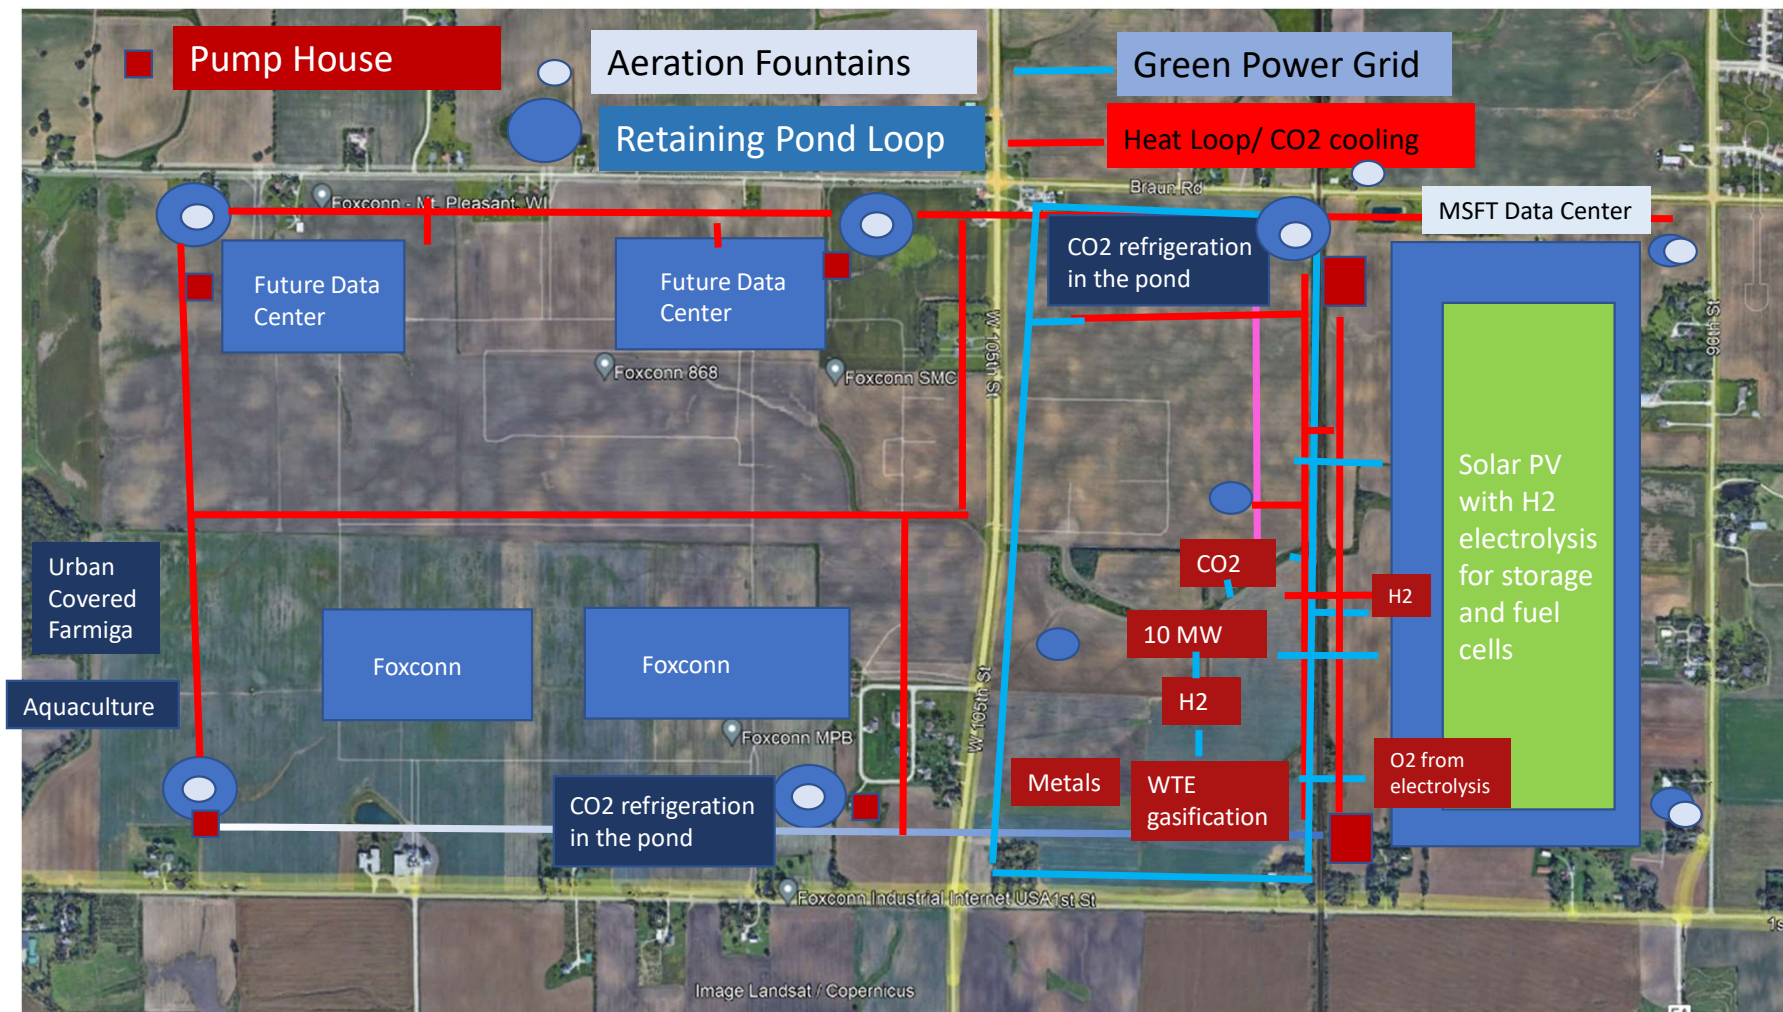 Pump House
Aeration Fountains
Green Power Grid
Retaining Pond Loop
Heat Loop/ CO2 cooling
Braun Rd
Foxconn - Mt. Pleasant, WI
MSFT Data Center
CO2 refrigeration
in the pond
Future Data
Center
Future Data
Center
W 105th St
90th St
Foxconn 868
Foxconn SMC
Solar PV
with H2
electrolysis
for storage
and fuel
cells
Urban
Covered
Farmiga
CO2
H2
10 MW
Foxconn
Foxconn
H2
Aquaculture
W 105th St
Foxconn MPB
Metals
WTE
gasification
O2 from
electrolysis
CO2 refrigeration
in the pond
Foxconn Industrial Internet USA
1st St
Image Landsat / Copernicus